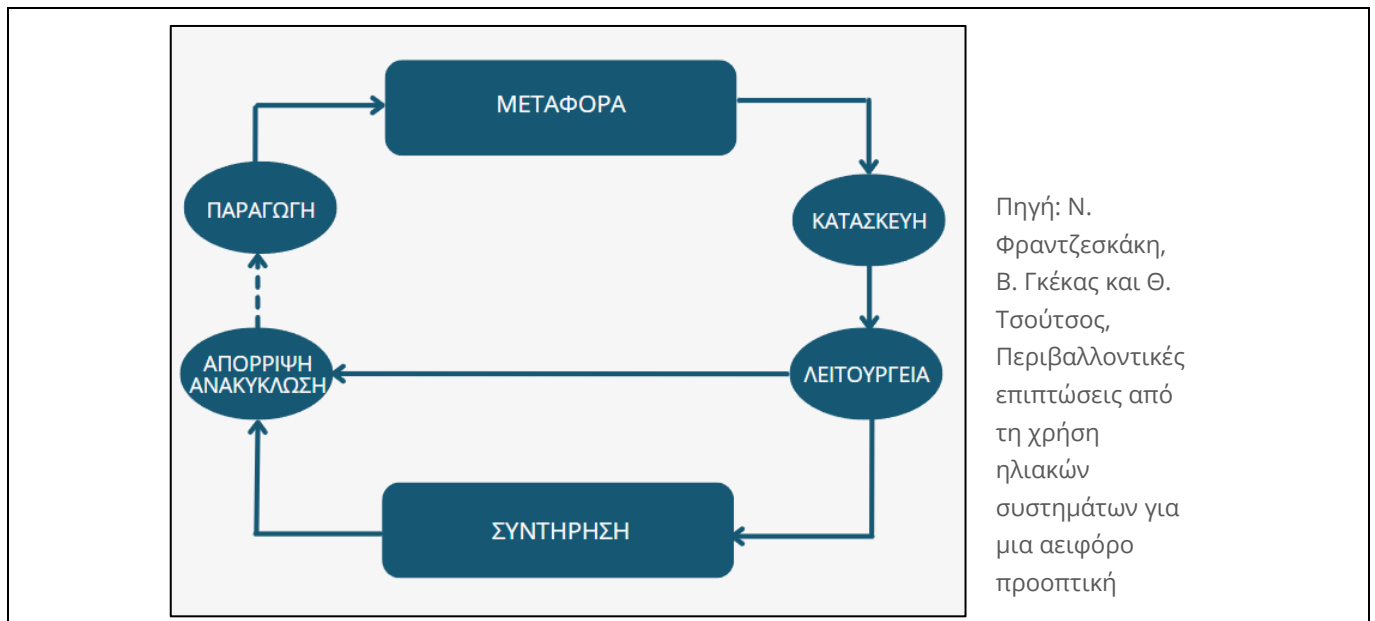 ΜΕΤΑΦΟΡΑ
ΠΑΡΑΓΩΓΗ
ΚΑΤΑΣΚΕΥΗ
ΑΠΟΡΡΙΨΗ
ΑΝΑΚΥΚΛΩΣΗ
ΛΕΙΤΟΥΡΓΕΙΑ
ΣΥΝΤΗΡΗΣΗ
Πηγή: Ν.
Φραντζεσκάκη,
Β. Γκέκας και Θ.
Τσούτσος,
Περιβαλλοντικές
επιπτώσεις από
τη χρήση
ηλιακών
συστημάτων για
μια αειφόρο
προοπτική